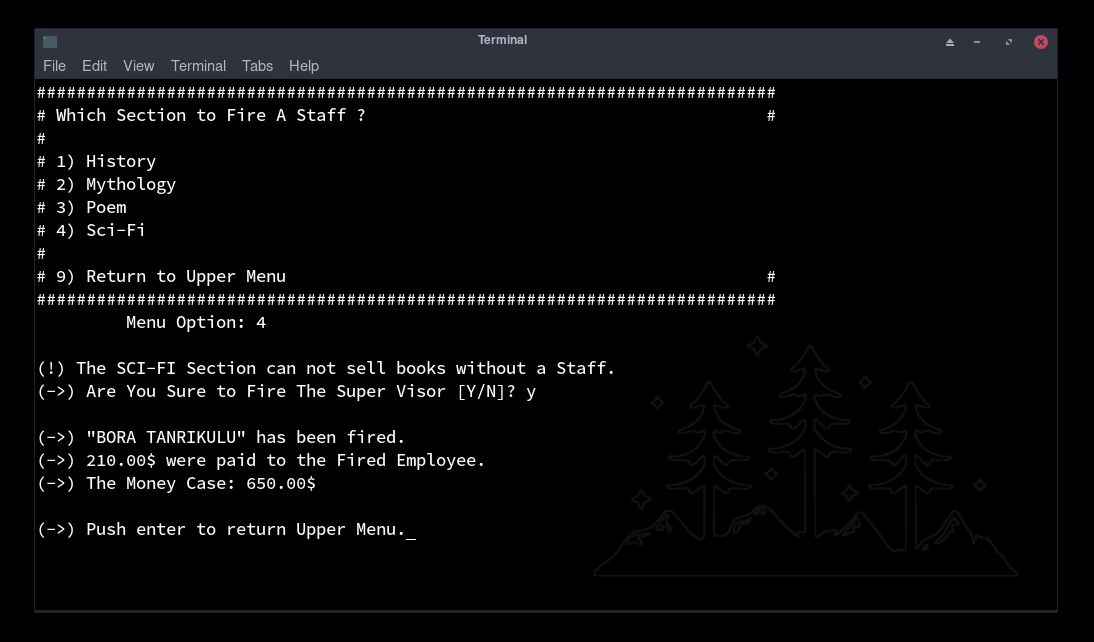 Terminal
File Edit View Terminal Tabs Help
##########################################################################
# Which Section to Fire A Staff ? #
#
# 1) History
# 2) Mythology
# 3) Poem
# 4) Sci-Fi
#
# 9) Return to Upper Menu #
##########################################################################
Menu Option: 4
(!) The SCI-FI Section can not sell books without a Staff.
(->) Are You Sure to Fire The Super Visor [Y/N]? y
(->) "BORA TANRIKULU" has been fired.
(->) 210.00$ were paid to the Fired Employee.
(->) The Money Case: 650.00$
(->) Push enter to return Upper Menu._